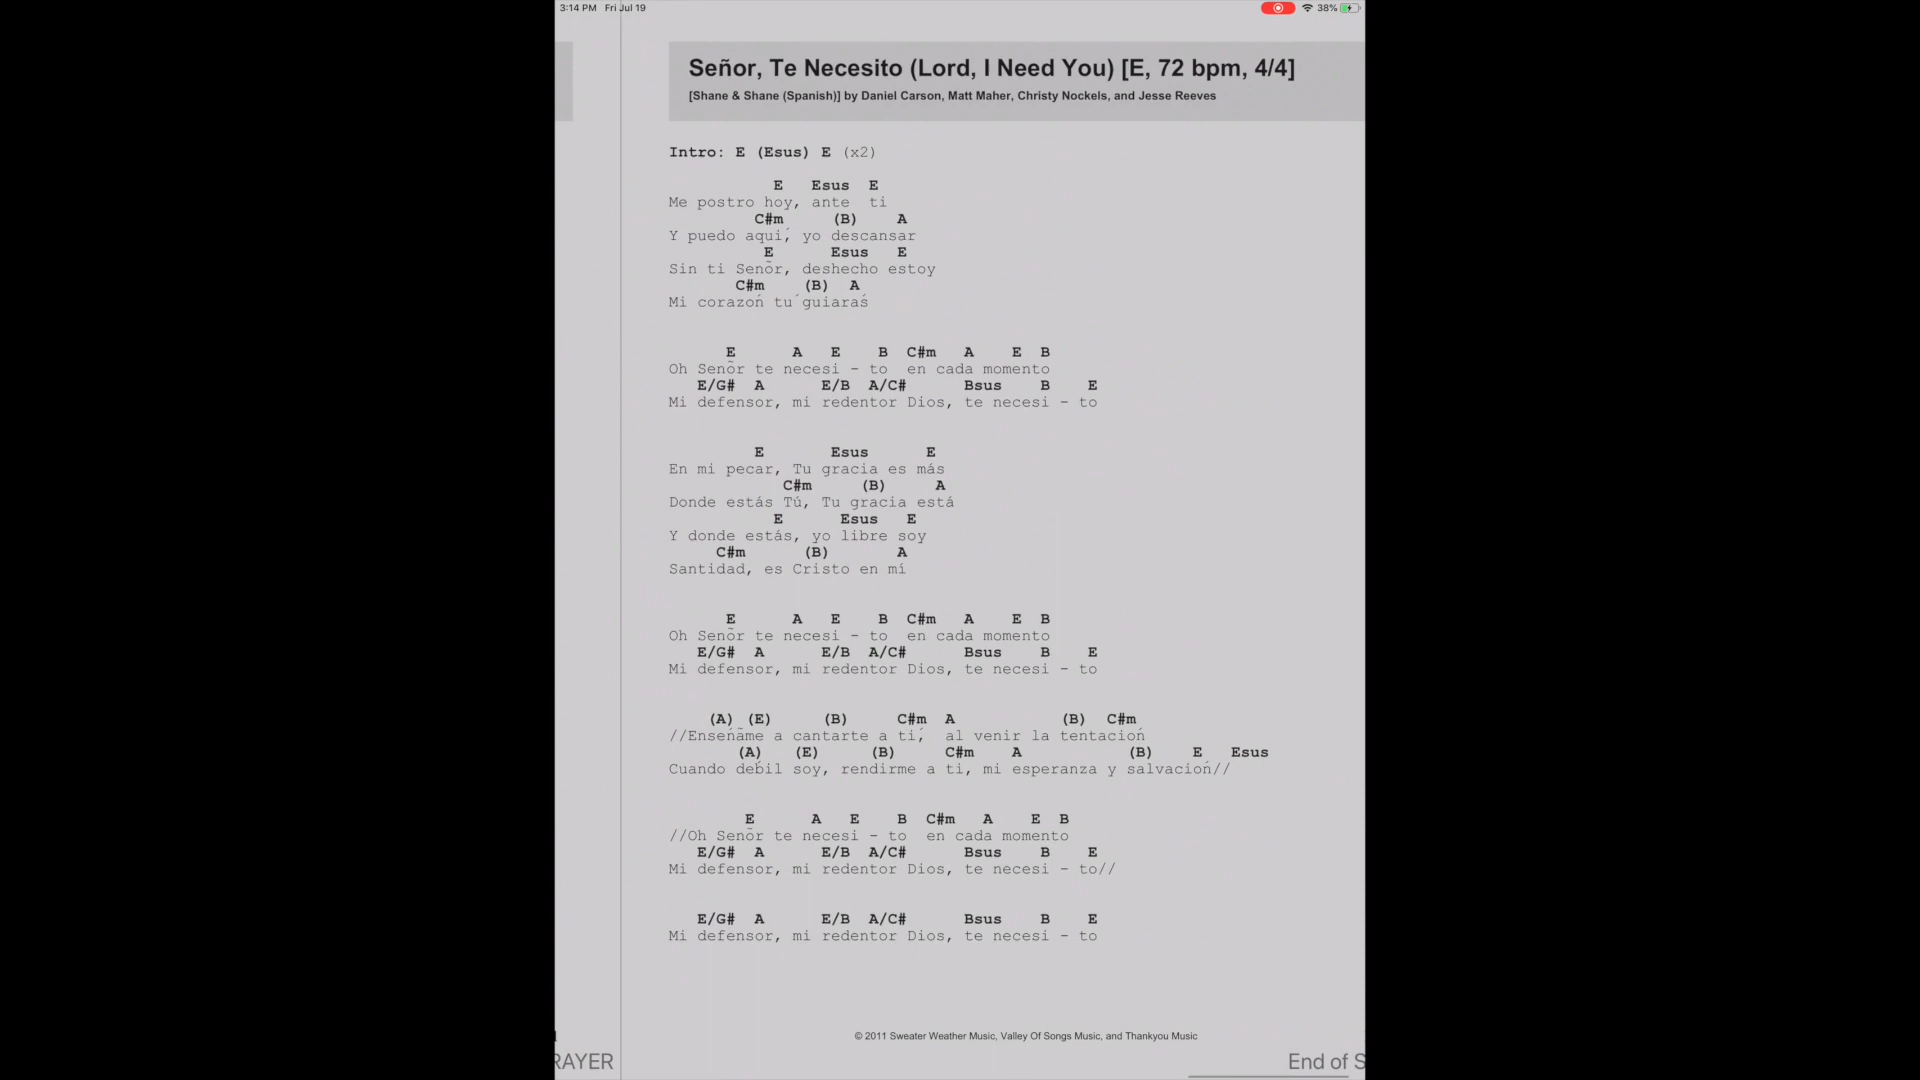 3:14 PM Fri Jul 19
38%
Señor, Te Necesito (Lord, I Need You) [E, 72 bpm, 4/4]
[Shane & Shane (Spanish)] by Daniel Carson, Matt Maher, Christy Nockels, and Jesse Reeves
Intro: E (Esus) E (x2)
E Esus E
Me postro hoy, ante ti
C#m (B) A
Y puedo aquí, yo descansar
E Esus E
Sin ti Señor, deshecho estoy
C#m (B) A
Mi corazón tú guiarás
E A E B C#m A E B
Oh Señor te necesi - to en cada momento
E/G# A E/B A/C# Bsus B E
Mi defensor, mi redentor Dios, te necesi - to
E Esus E
En mi pecar, Tu gracia es más
C#m (B) A
Donde estás Tú, Tu gracia está
E Esus E
Y donde estás, yo libre soy
C#m (B) A
Santidad, es Cristo en mí
E A E B C#m A E B
Oh Señor te necesi - to en cada momento
E/G# A E/B A/C# Bsus B E
Mi defensor, mi redentor Dios, te necesi - to
(A) (E) (B) C#m A (B) C#m
//Enséñame a cantarte a tí, al venir la tentación
(A) (E) (B) C#m A (B) E Esus
Cuando débil soy, rendirme a ti, mi esperanza y salvación//
E A E B C#m A E B
//Oh Señor te necesi - to en cada momento
E/G# A E/B A/C# Bsus B E
Mi defensor, mi redentor Dios, te necesi - to//
E/G# A E/B A/C# Bsus B E
Mi defensor, mi redentor Dios, te necesi - to
© 2011 Sweater Weather Music, Valley Of Songs Music, and Thankyou Music
RAYER
End of S